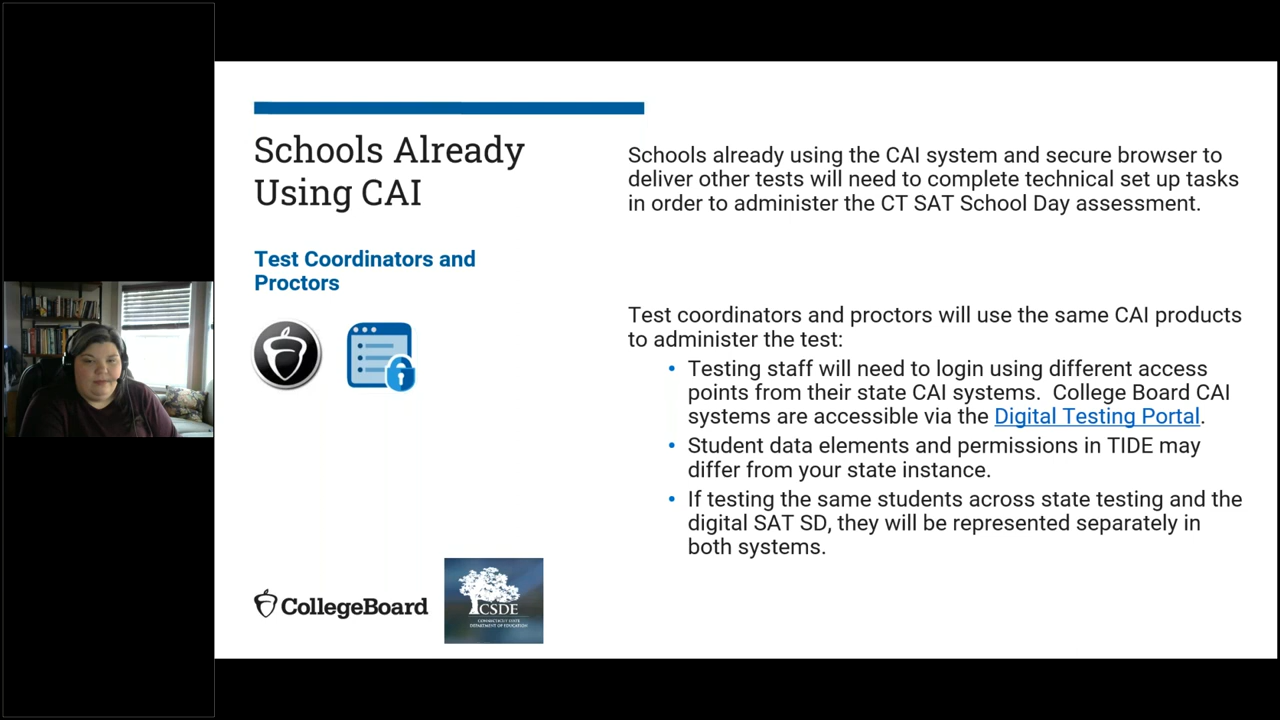 Schools Already
Using CAI
Test Coordinators and
Proctors
Schools already using the CAI system and secure browser to
deliver other tests will need to complete technical set up tasks
in order to administer the CT SAT School Day assessment.
Test coordinators and proctors will use the same CAI products
to administer the test:
• Testing staff will need to login using different access
points from their state CAI systems.  College Board CAI
systems are accessible via the Digital Testing Portal.
• Student data elements and permissions in TIDE may
differ from your state instance.
• If testing the same students across state testing and the
digital SAT SD, they will be represented separately in
both systems.
CollegeBoard
CSDE
CONNECTICUT STATE
DEPARTMENT OF EDUCATION